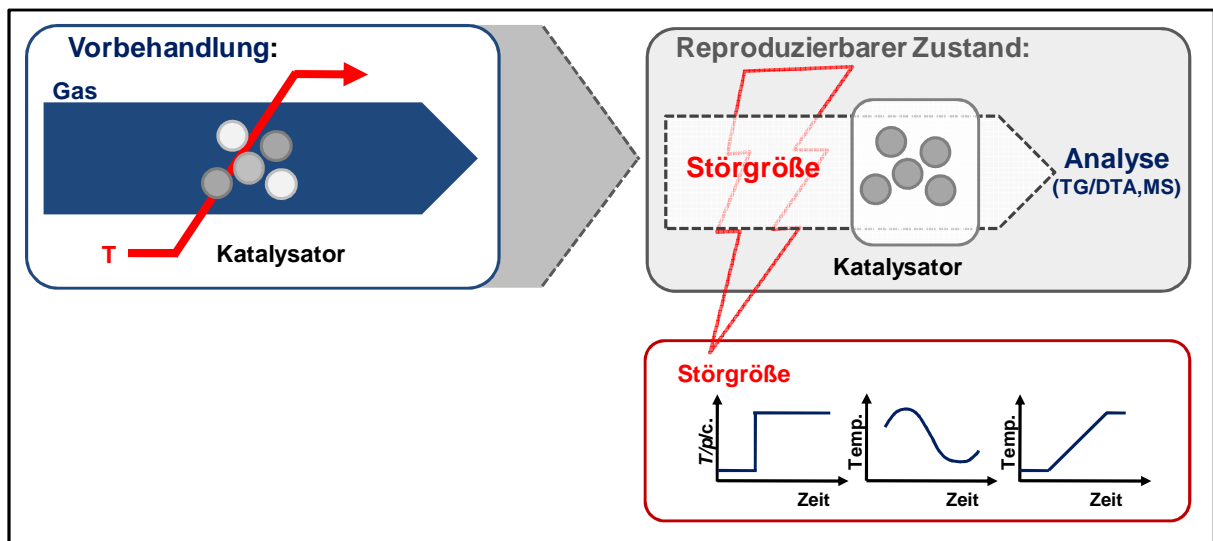 Vorbehandlung:
Gas
T
Katalysator
Reproduzierbarer Zustand:
Störgröße
Analyse
(TG/DTA,MS)
Katalysator
Störgröße
T/p/c.
Zeit
Temp.
Zeit
Temp.
Zeit